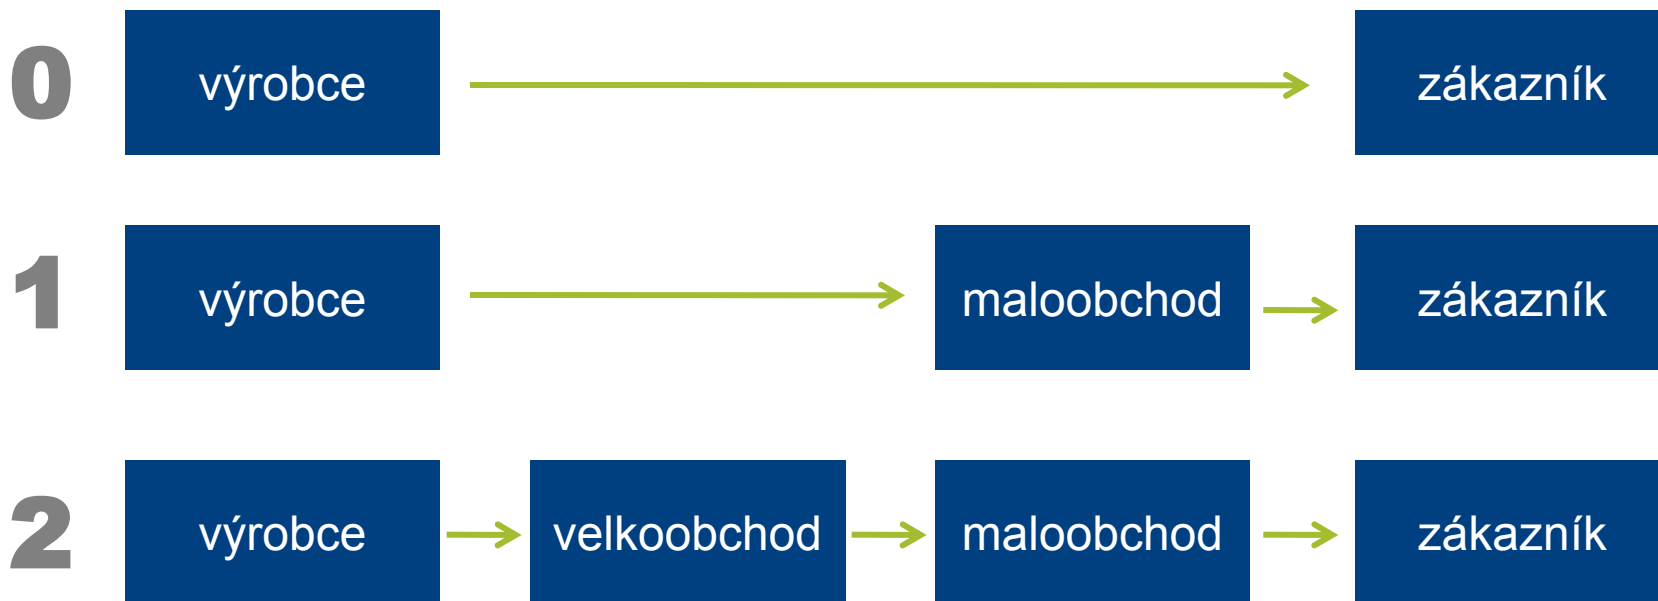 0 výrobce zákazník
1 výrobce maloobchod zákazník
2 výrobce velkoobchod maloobchod zákazník